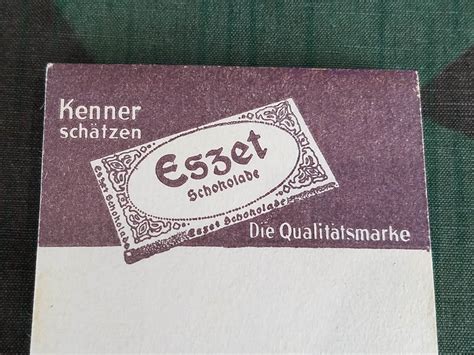 Kenner
schätzen
Eszet
Schokolade
Eszet Schokolade
Eszet Schokolade
Die Qualitätsmarke